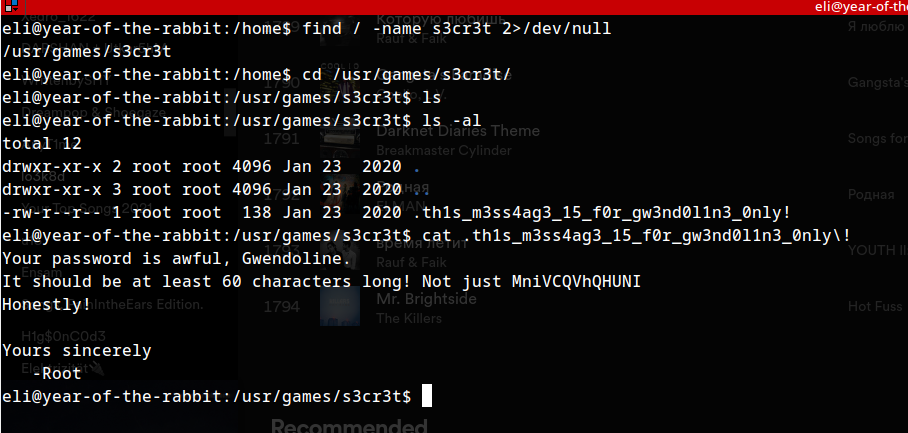 eli@year-of-the
eli@year-of-the-rabbit:/home$ find / -name s3cr3t 2>/dev/null
/usr/games/s3cr3t
eli@year-of-the-rabbit:/home$ cd /usr/games/s3cr3t/
eli@year-of-the-rabbit:/usr/games/s3cr3t$ ls
eli@year-of-the-rabbit:/usr/games/s3cr3t$ ls -al
total 12
drwxr-xr-x 2 root root 4096 Jan 23  2020 .
drwxr-xr-x 3 root root 4096 Jan 23  2020 ..
-rw-r--r-- 1 root root  138 Jan 23  2020 .th1s_m3ss4ag3_15_f0r_gw3nd0l1n3_0nly!
eli@year-of-the-rabbit:/usr/games/s3cr3t$ cat .th1s_m3ss4ag3_15_f0r_gw3nd0l1n3_0nly\!
Your password is awful, Gwendoline.
It should be at least 60 characters long! Not just MniVCQVhQHUNI
Honestly!
Yours sincerely
   -Root
eli@year-of-the-rabbit:/usr/games/s3cr3t$
Которую любишь
Rauf & Faik
Я люблю
Gangsta's
1791
Darknet Diaries Theme
Breakmaster Cylinder
Songs for
Родная
Родная
время летит
Rauf & Faik
YOUTH II
1794
Mr. Brightside
The Killers
Hot Fuss
lo3k8d
Ensam
H1g$0nC0d3
Recommended